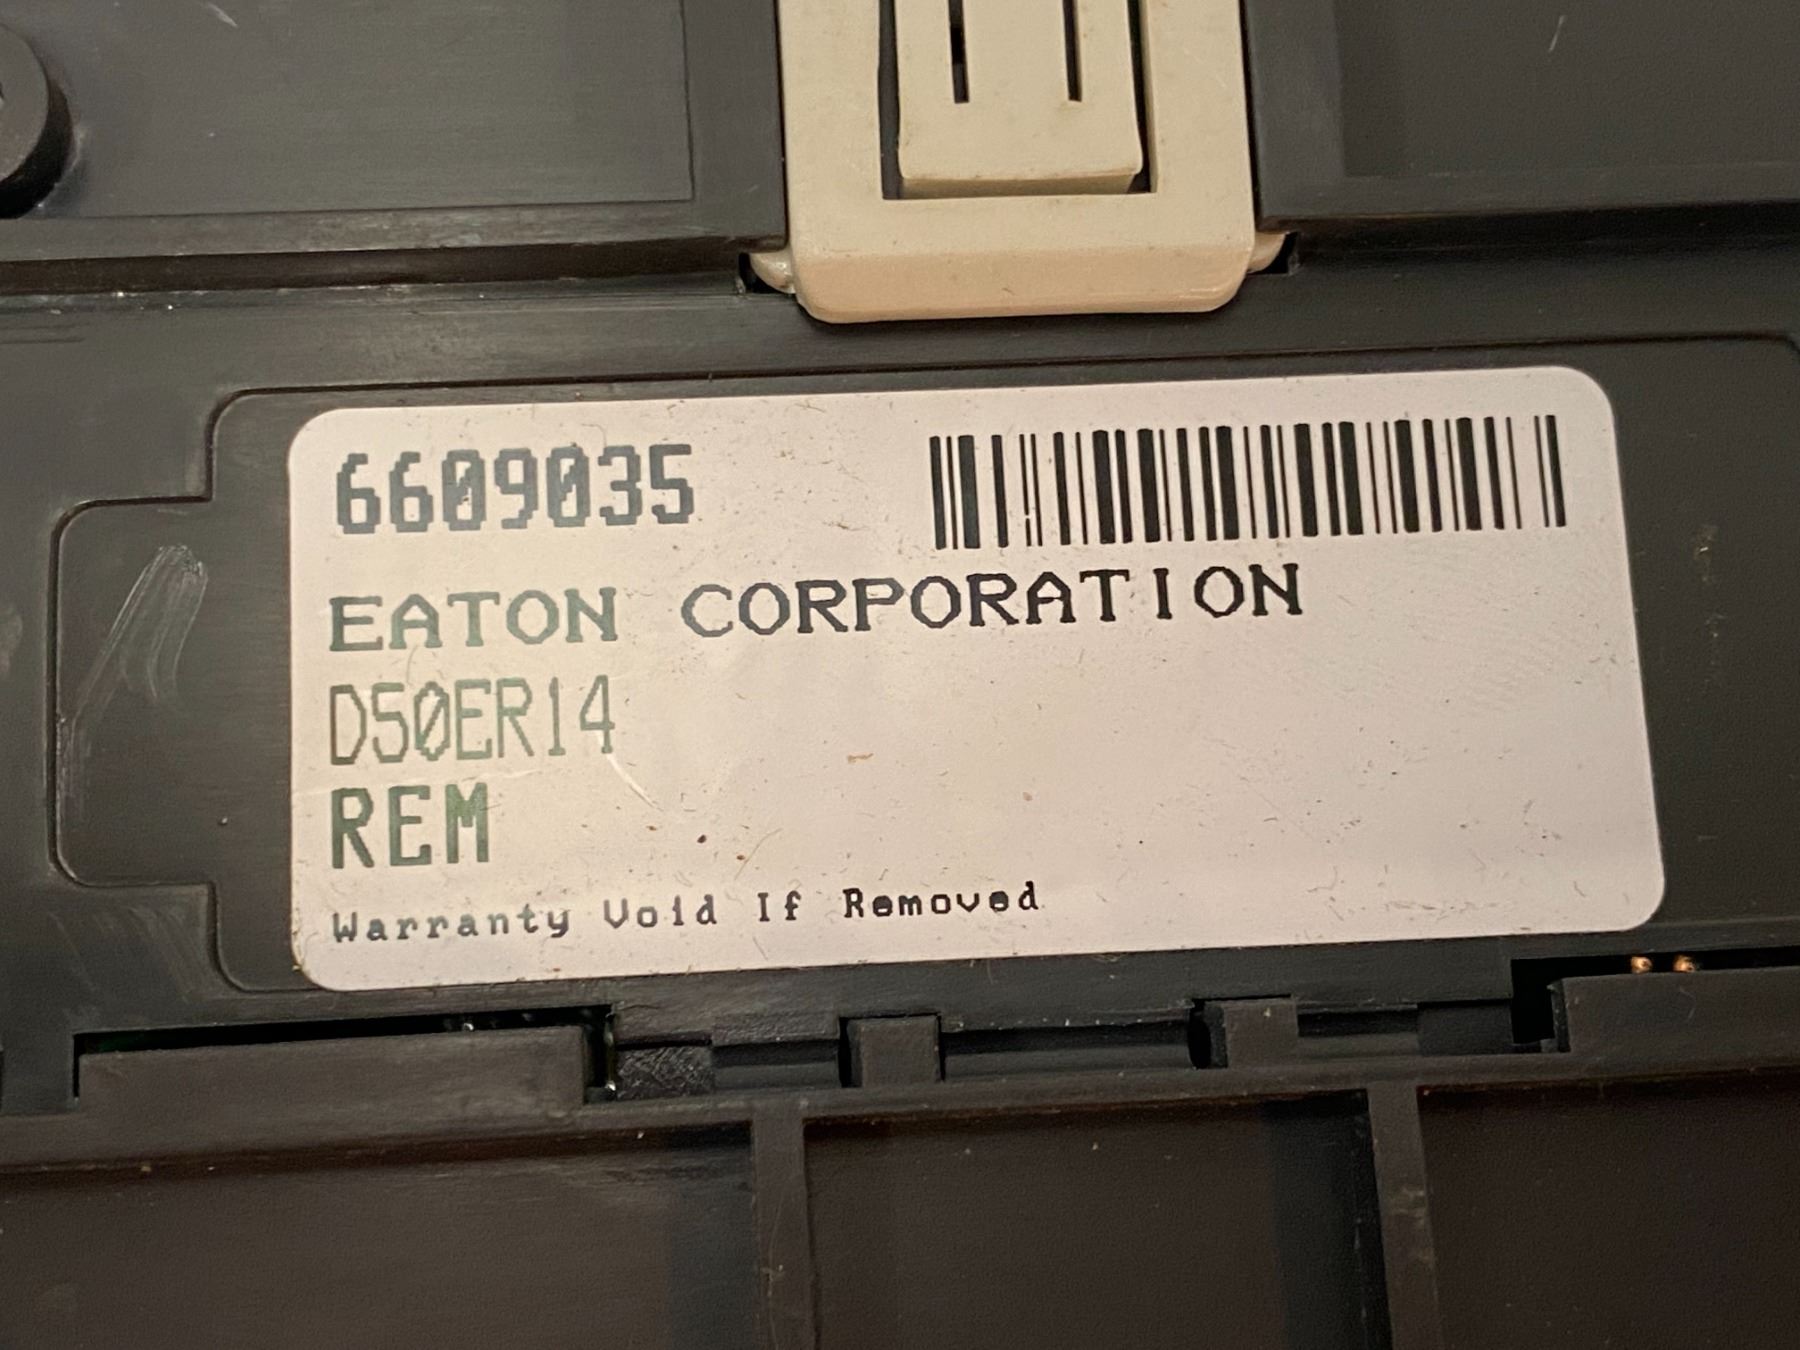 6609035
EATON CORPORATION
D50ER14
REM
Warranty Void If Removed